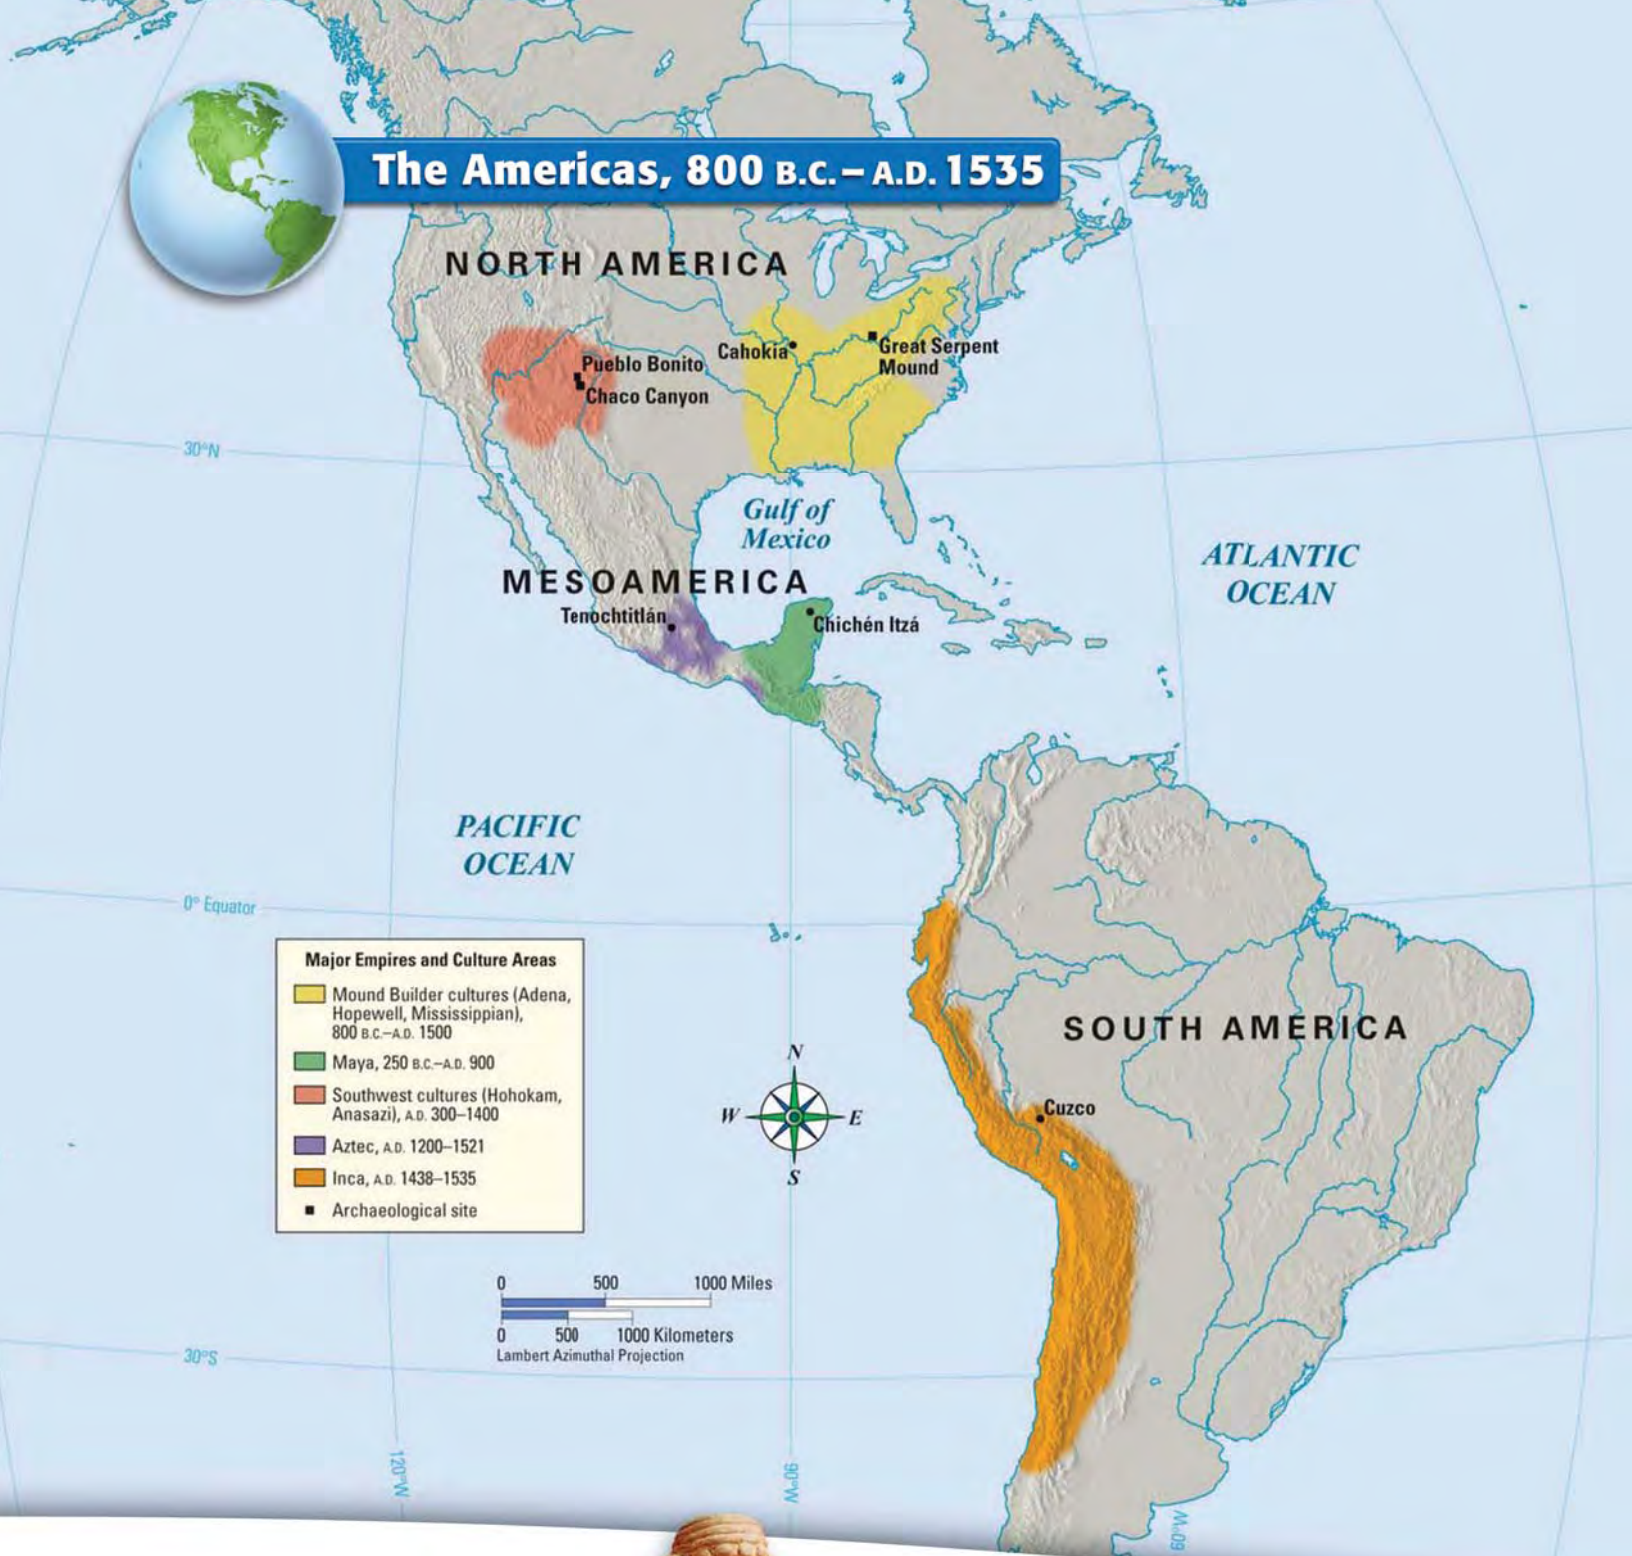 The Americas, 800 B.C. – A.D. 1535
NORTH AMERICA
Cahokia
Great Serpent
Mound
Pueblo Bonito
Chaco Canyon
30°N
Gulf of
Mexico
ATLANTIC
OCEAN
MESOAMERICA
Tenochtitlán
Chichén Itzá
PACIFIC
OCEAN
0° Equator
Major Empires and Culture Areas
Mound Builder cultures (Adena,
Hopewell, Mississippian),
800 B.C.–A.D. 1500
Maya, 250 B.C.–A.D. 900
Southwest cultures (Hohokam,
Anasazi), A.D. 300–1400
Aztec, A.D. 1200–1521
Inca, A.D. 1438–1535
Archaeological site
SOUTH AMERICA
N
W
E
S
Cuzco
0 500 1000 Miles
0 500 1000 Kilometers
Lambert Azimuthal Projection
30°S
120°W
90°W
60°W